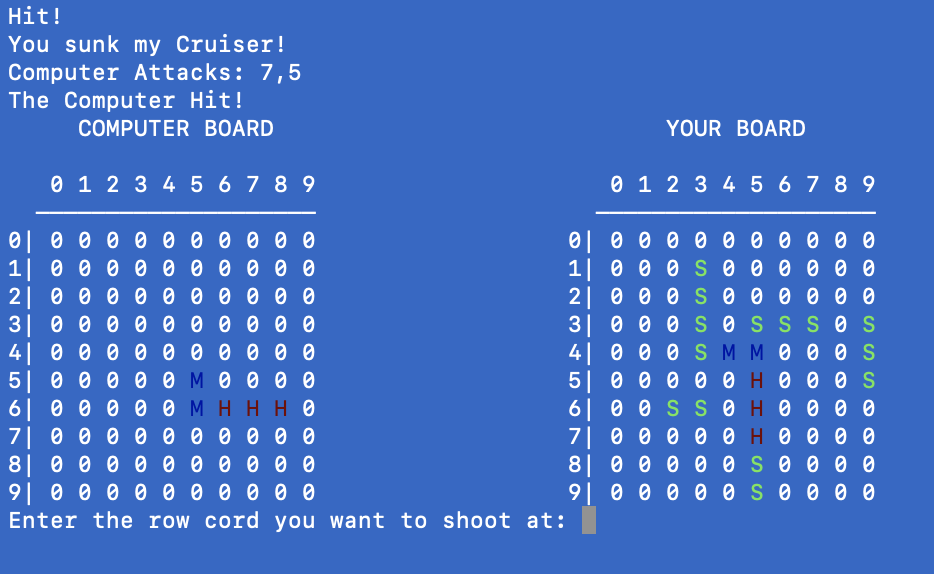 Hit!
You sunk my Cruiser!
Computer Attacks: 7,5
The Computer Hit!
COMPUTER BOARD YOUR BOARD
0 1 2 3 4 5 6 7 8 9 0 1 2 3 4 5 6 7 8 9
0| 0 0 0 0 0 0 0 0 0 0 0| 0 0 0 0 0 0 0 0 0 0
1| 0 0 0 0 0 0 0 0 0 0 1| 0 0 0 S 0 0 0 0 0 0
2| 0 0 0 0 0 0 0 0 0 0 2| 0 0 0 S 0 0 0 0 0 0
3| 0 0 0 0 0 0 0 0 0 0 3| 0 0 0 S 0 S S S 0 S
4| 0 0 0 0 0 0 0 0 0 0 4| 0 0 0 S M M 0 0 0 S
5| 0 0 0 0 0 M 0 0 0 0 5| 0 0 0 0 0 H 0 0 0 S
6| 0 0 0 0 0 M H H H 0 6| 0 0 S S 0 H 0 0 0 0
7| 0 0 0 0 0 0 0 0 0 0 7| 0 0 0 0 0 H 0 0 0 0
8| 0 0 0 0 0 0 0 0 0 0 8| 0 0 0 0 0 S 0 0 0 0
9| 0 0 0 0 0 0 0 0 0 0 9| 0 0 0 0 0 S 0 0 0 0
Enter the row cord you want to shoot at: